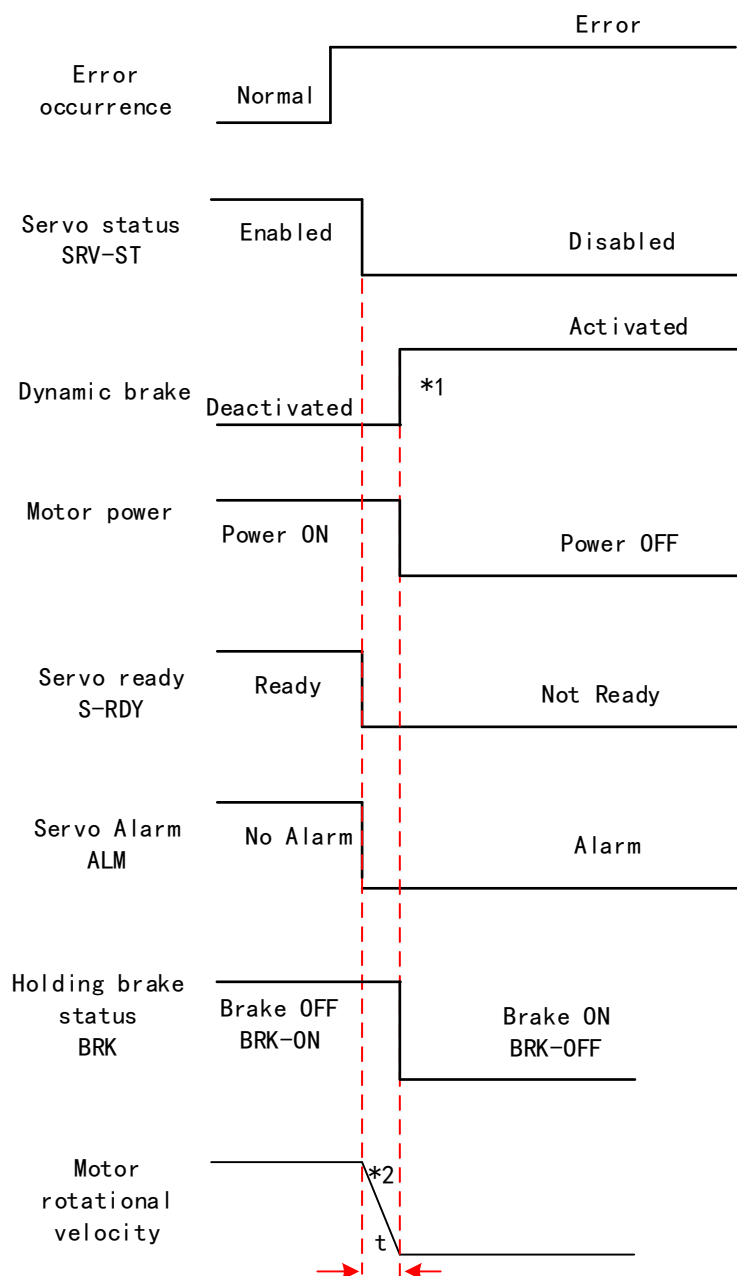 Error
Error
occurrence
Normal
Servo status
SRV-ST
Enabled
Disabled
Activated
Dynamic brake
Deactivated
*1
Motor power
Power ON
Power OFF
Servo ready
S-RDY
Ready
Not Ready
Servo Alarm
ALM
No Alarm
Alarm
Holding brake
status
BRK
Brake OFF
BRK-ON
Brake ON
BRK-OFF
Motor
rotational
velocity
*2
t